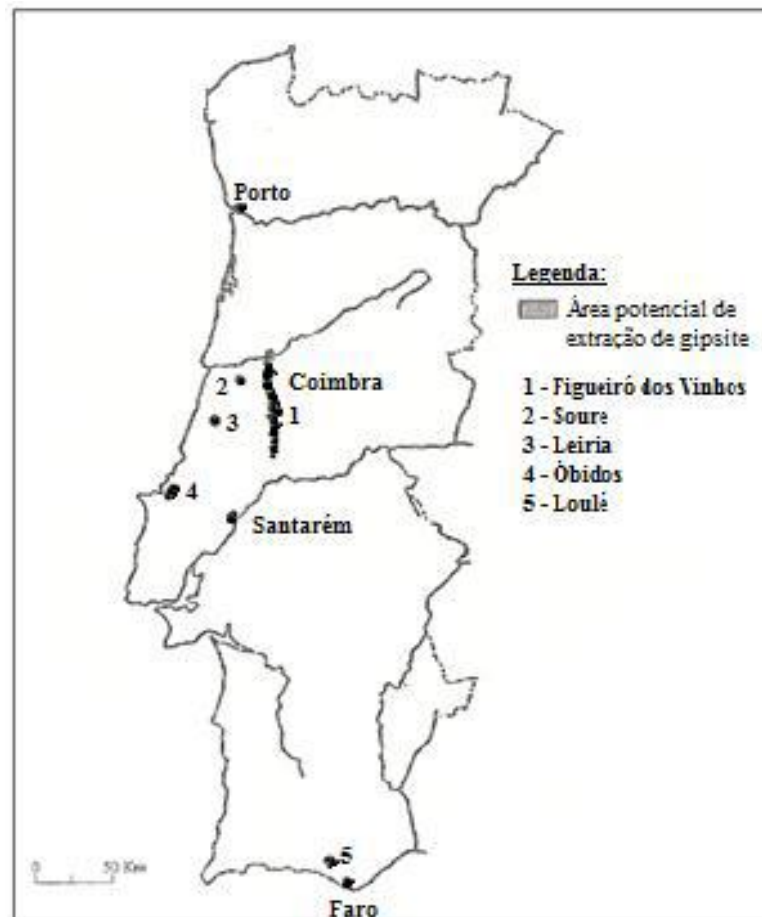 Porto
Legenda:
Área potencial de
extração de gipsite
Coimbra
2
1
3
4
Santarém
1 - Figueiró dos Vinhos
2 - Soure
3 - Leiria
4 - Óbidos
5 - Loulé
5
0 50 Km
Faro